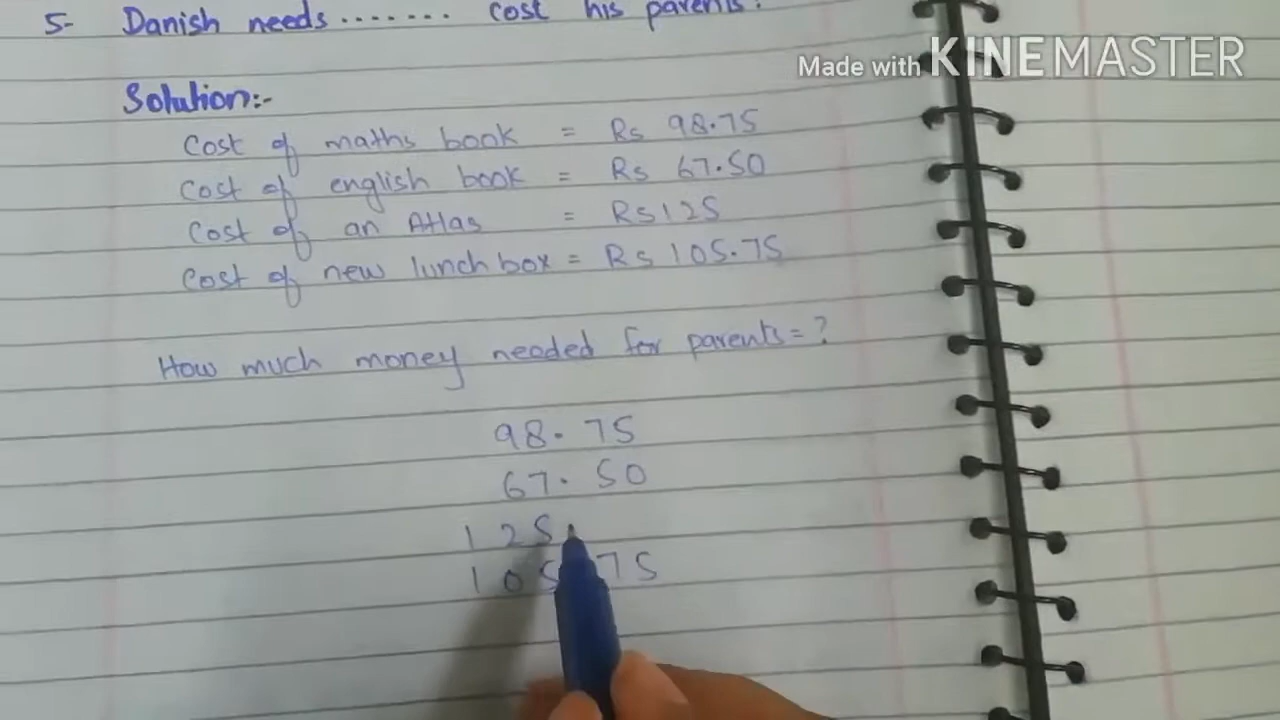 5- Danish needs ....... cost his parents?
Made with KINEMASTER
Solution:-
Cost of maths book = Rs 98.75
Cost of english book = Rs 67.50
Cost of an Atlas = Rs 125
Cost of new lunch box = Rs 105.75
How much money needed for parents = ?
98.75
67.50
125.
105 75